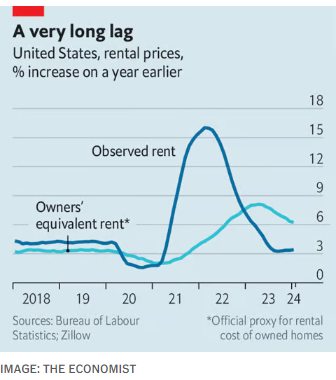 A very long lag
United States, rental prices,
% increase on a year earlier
18
15
Observed rent
12
9
Owners’
equivalent rent*
6
3
0
2018 19 20 21 22 23 24
Sources: Bureau of Labour
Statistics; Zillow
*Official proxy for rental
cost of owned homes
IMAGE: THE ECONOMIST